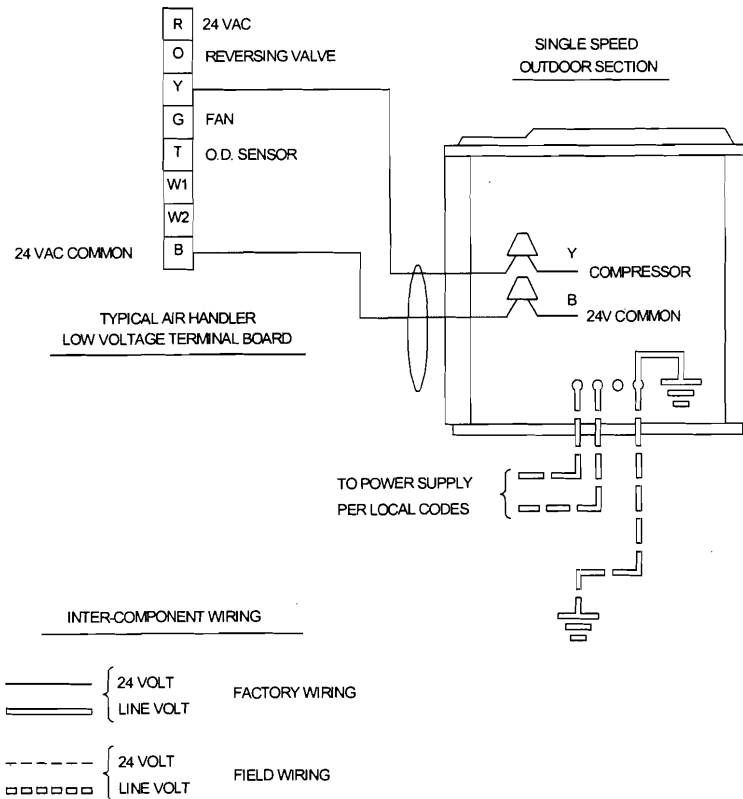 R 24 VAC
O REVERSING VALVE
Y
G FAN
T O.D. SENSOR
W1
W2
24 VAC COMMON B
TYPICAL AIR HANDLER
LOW VOLTAGE TERMINAL BOARD
SINGLE SPEED
OUTDOOR SECTION
Y
COMPRESSOR
B
24V COMMON
TO POWER SUPPLY
PER LOCAL CODES
INTER-COMPONENT WIRING
24 VOLT
LINE VOLT
FACTORY WIRING
24 VOLT
LINE VOLT
FIELD WIRING